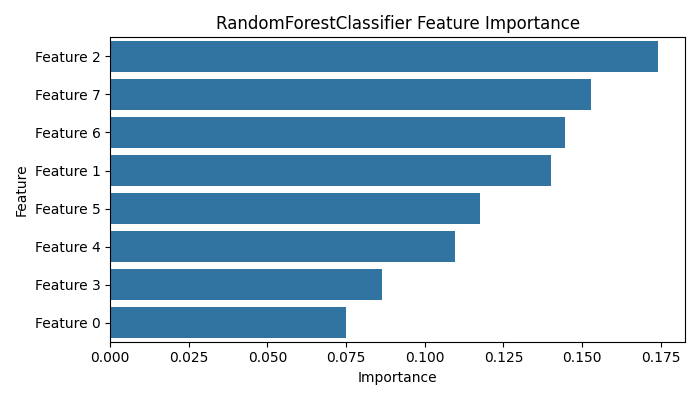 RandomForestClassifier Feature Importance
Feature
Feature 2
Feature 7
Feature 6
Feature 1
Feature 5
Feature 4
Feature 3
Feature 0
0.000 0.025 0.050 0.075 0.100 0.125 0.150 0.175
Importance